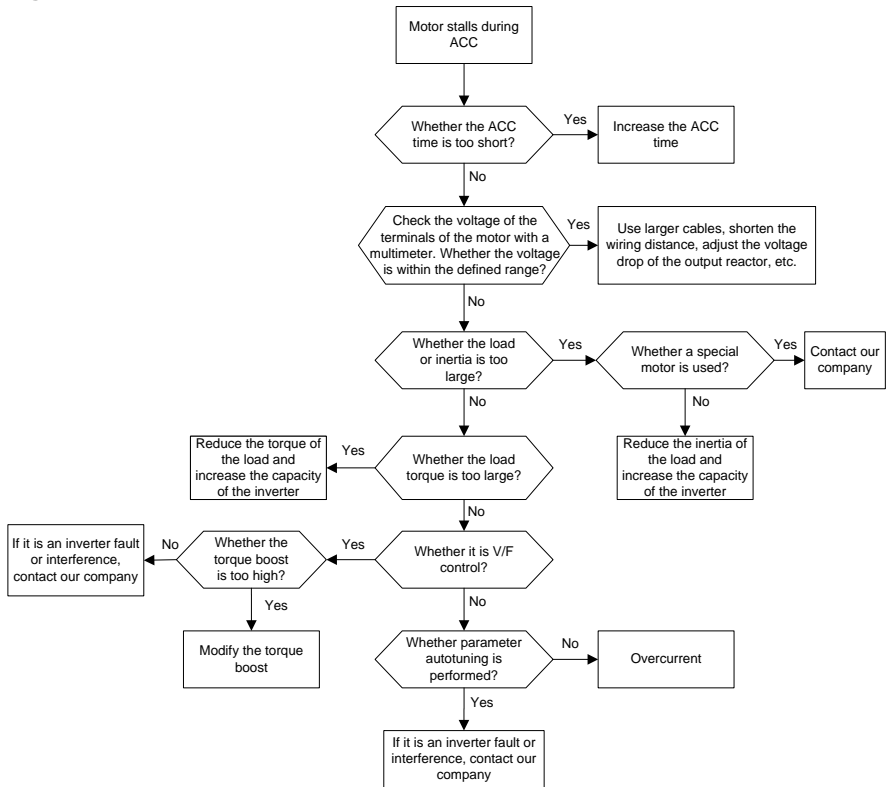 Motor stalls during
ACC
Whether the ACC
time is too short?
Yes
Increase the ACC
time
No
Check the voltage of the
terminals of the motor with a
multimeter. Whether the voltage
is within the defined range?
Yes
Use larger cables, shorten the
wiring distance, adjust the voltage
drop of the output reactor, etc.
No
Whether the load
or inertia is too
large?
Yes
Whether a special
motor is used?
Yes
Contact our
company
No
No
Reduce the torque of
the load and
increase the capacity
of the inverter
Yes
Whether the load
torque is too large?
Reduce the inertia of
the load and
increase the capacity
of the inverter
No
If it is an inverter fault
or interference,
contact our company
No
Whether the
torque boost
is too high?
Yes
Whether it is V/F
control?
Yes
No
Modify the torque
boost
Whether parameter
autotuning is
performed?
No
Overcurrent
Yes
If it is an inverter fault or
interference, contact our
company